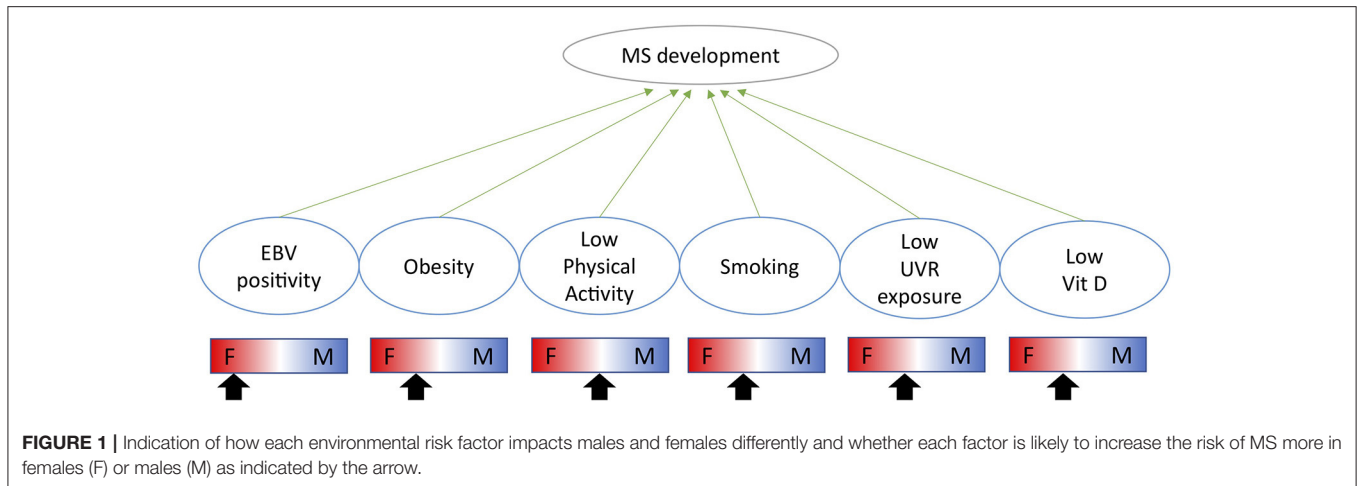 MS development
EBV
positivity
Obesity
Low
Physical
Activity
Smoking
Low
UVR
exposure
Low
Vit D
F M
F M
F M
F M
F M
F M
FIGURE 1 | Indication of how each environmental risk factor impacts males and females differently and whether each factor is likely to increase the risk of MS more in
females (F) or males (M) as indicated by the arrow.